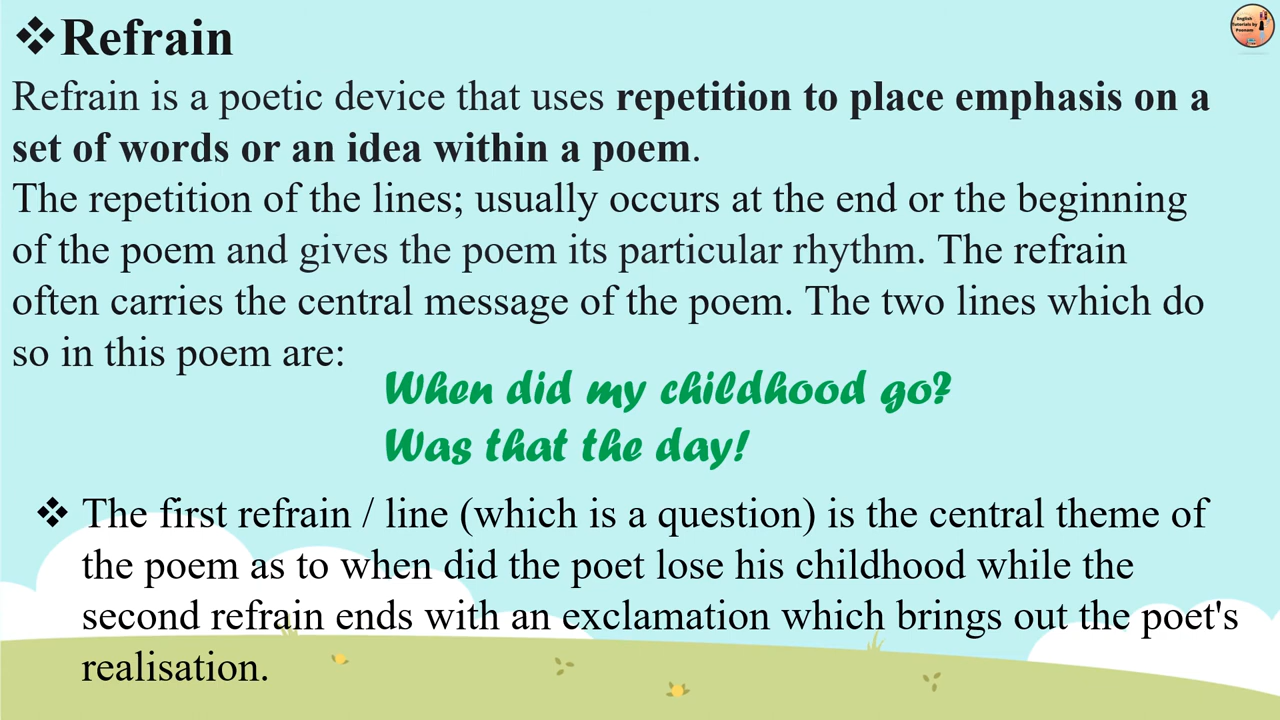 ❖Refrain
English
Tutorials by
Poonam
Refrain is a poetic device that uses repetition to place emphasis on a
set of words or an idea within a poem.
The repetition of the lines; usually occurs at the end or the beginning
of the poem and gives the poem its particular rhythm. The refrain
often carries the central message of the poem. The two lines which do
so in this poem are:
When did my childhood go?
Was that the day!
❖ The first refrain / line (which is a question) is the central theme of
the poem as to when did the poet lose his childhood while the
second refrain ends with an exclamation which brings out the poet's
realisation.